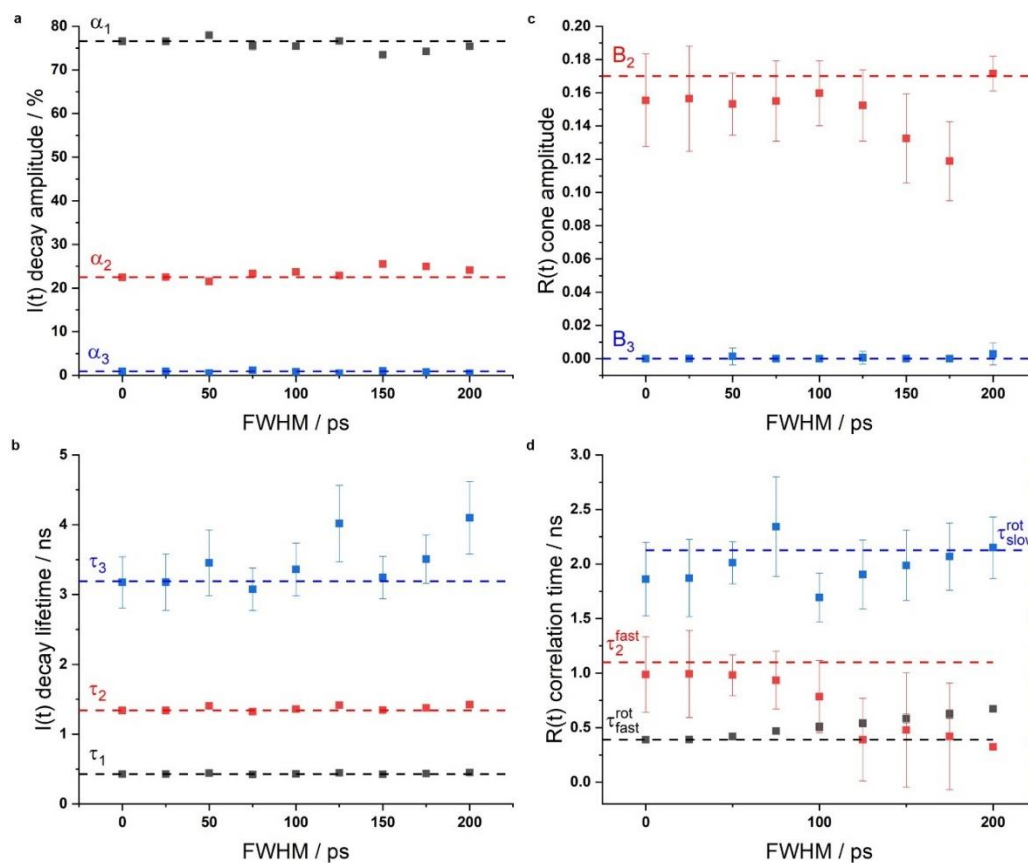 a
α₁
α₂
α₃
80
70
60
50
40
30
20
10
0
I(t) decay amplitude / %
0 50 100 150 200
FWHM / ps
c
B₂
B₃
0.20
0.18
0.16
0.14
0.12
0.10
0.08
0.06
0.04
0.02
0.00
R(t) cone amplitude
0 50 100 150 200
FWHM / ps
b
τ₃
τ₂
τ₁
5
4
3
2
1
0
I(t) decay lifetime / ns
0 50 100 150 200
FWHM / ps
d
τ^rot_slow
τ^fast_2
τ^rot_fast
3.0
2.5
2.0
1.5
1.0
0.5
0.0
R(t) correlation time / ns
0 100 200
FWHM / ps